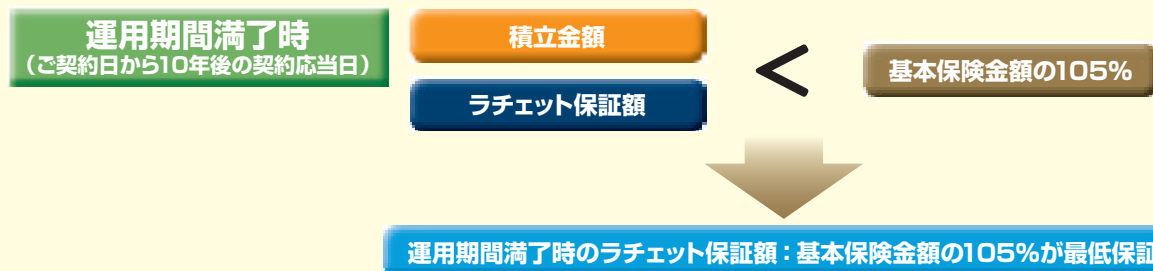 運用期間満了時
（ご契約日から10年後の契約応当日）
積立金額
ラチェット保証額
<
基本保険金額の105%
運用期間満了時のラチェット保証額：基本保険金額の105%が最低保証